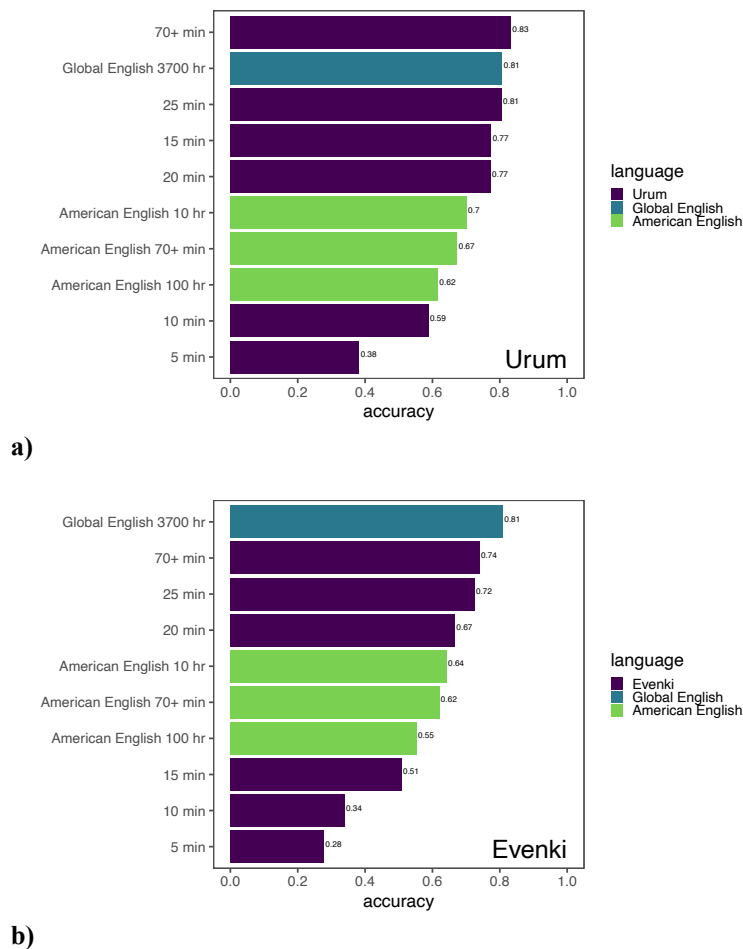 70+ min
0.83
Global English 3700 hr
0.81
25 min
0.81
15 min
0.77
20 min
0.77
American English 10 hr
0.7
American English 70+ min
0.67
American English 100 hr
0.62
10 min
0.59
5 min
0.38
Urum
0.0 0.2 0.4 0.6 0.8 1.0
accuracy
language
Urum
Global English
American English
a)
Global English 3700 hr
0.81
70+ min
0.74
25 min
0.72
20 min
0.67
American English 10 hr
0.64
American English 70+ min
0.62
American English 100 hr
0.55
15 min
0.51
10 min
0.34
5 min
0.28
Evenki
0.0 0.2 0.4 0.6 0.8 1.0
accuracy
language
Evenki
Global English
American English
b)